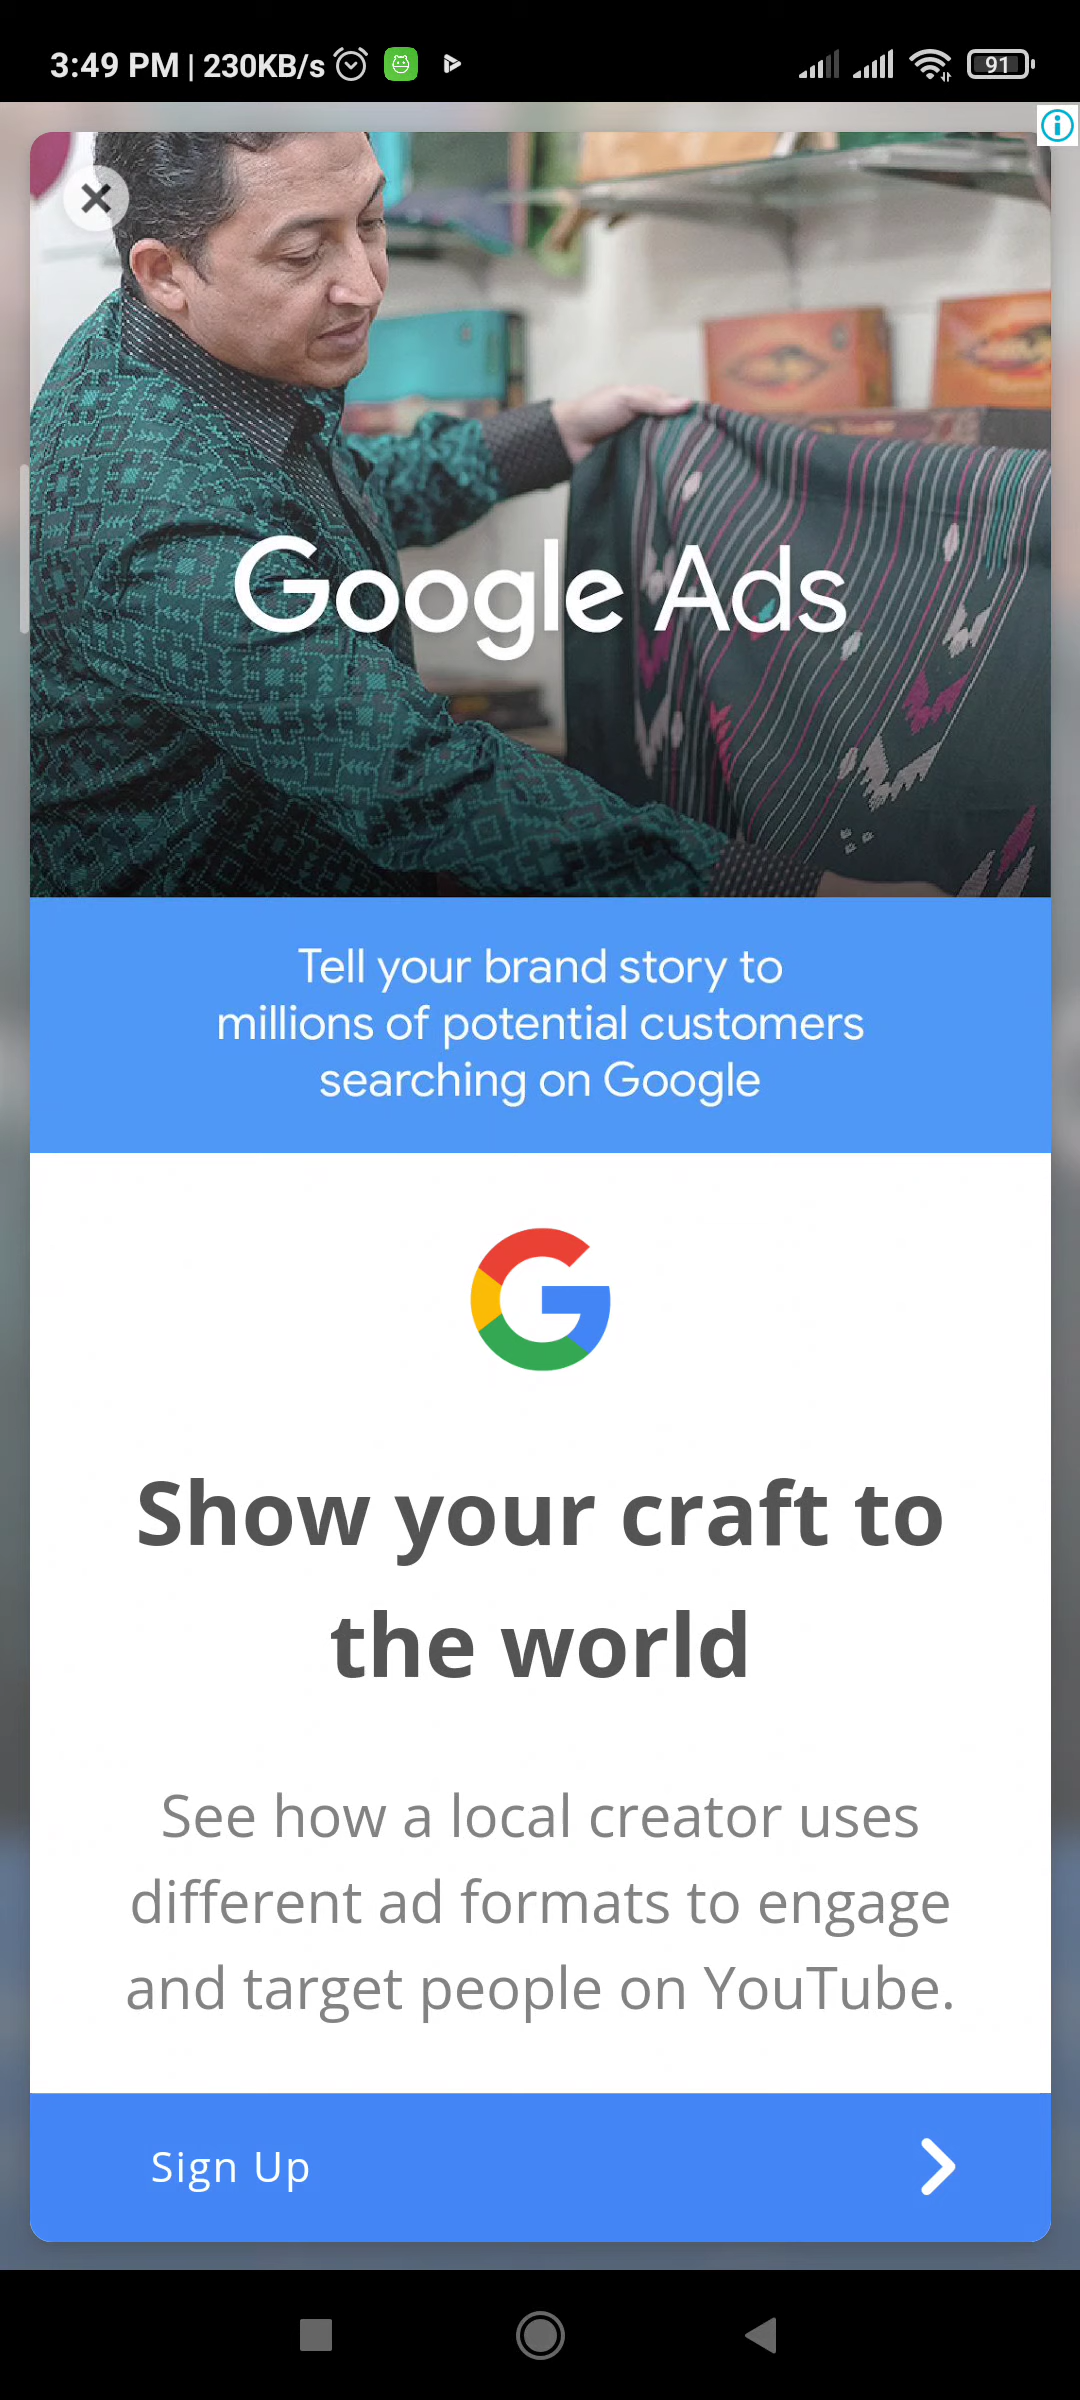 3:49 PM | 230KB/s
91
Google Ads
Tell your brand story to
millions of potential customers
searching on Google
Show your craft to
the world
See how a local creator uses
different ad formats to engage
and target people on YouTube.
Sign Up